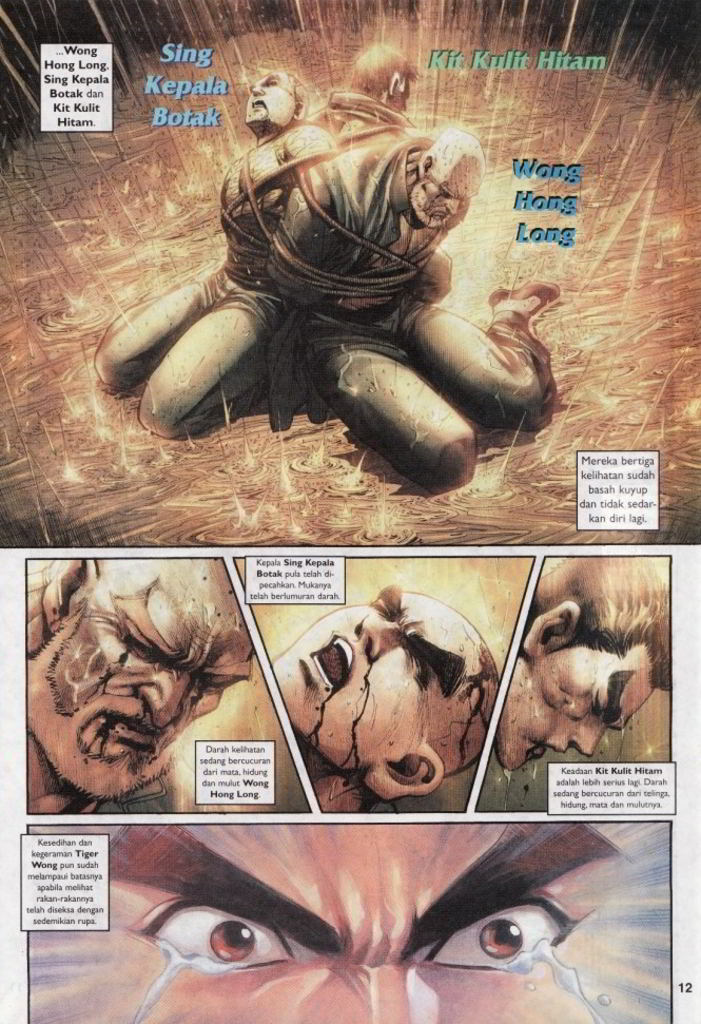 ...Wong
Hong Long.
Sing Kepala
Botak dan
Kit Kulit
Hitam.
Sing
Kepala
Botak
Kit Kulit Hitam
Wong
Hong
Long
Mereka bertiga
kelihatan sudah
basah kuyup
dan tidak sedar-
kan diri lagi.
Darah kelihatan
sedang bercucuran
dari mata, hidung
dan mulut Wong
Hong Long.
Kepala Sing Kepala
Botak pula telah di-
pecahkan. Mukanya
telah berlumuran darah.
Keadaan Kit Kulit Hitam
adalah lebih serius lagi. Darah
sedang bercucuran dari telinga,
hidung, mata dan mulutnya.
Kesedihan dan
kegeraman Tiger
Wong pun sudah
melampaui batasnya
apabila melihat
rakan-rakannya
telah diseksa dengan
sedemikian rupa.
12